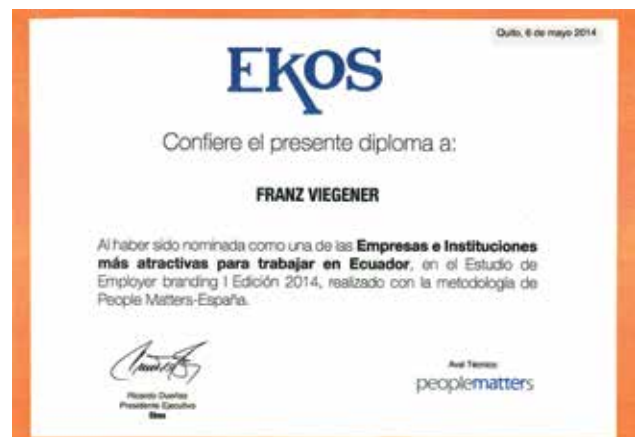 Quito, 6 de mayo 2014
EKOS
Confiere el presente diploma a:
FRANZ VIEGENER
Al haber sido nominada como una de las Empresas e Instituciones
más atractivas para trabajar en Ecuador, en el Estudio de
Employer branding I Edición 2014, realizado con la metodología de
People Matters-España.
Ricardo Dueñas
Presidente Ejecutivo
Ekos
Aval Técnico:
peoplematters